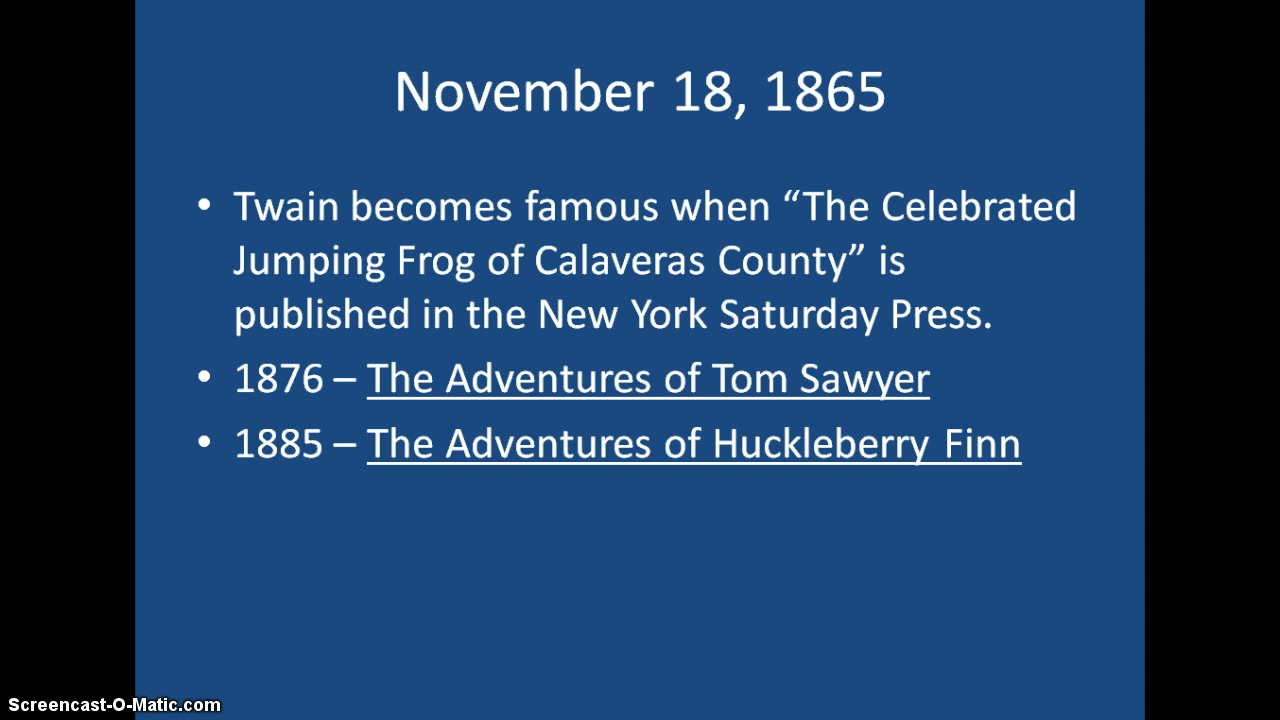 November 18, 1865
• Twain becomes famous when “The Celebrated
Jumping Frog of Calaveras County” is
published in the New York Saturday Press.
• 1876 – The Adventures of Tom Sawyer
• 1885 – The Adventures of Huckleberry Finn
Screencast-O-Matic.com